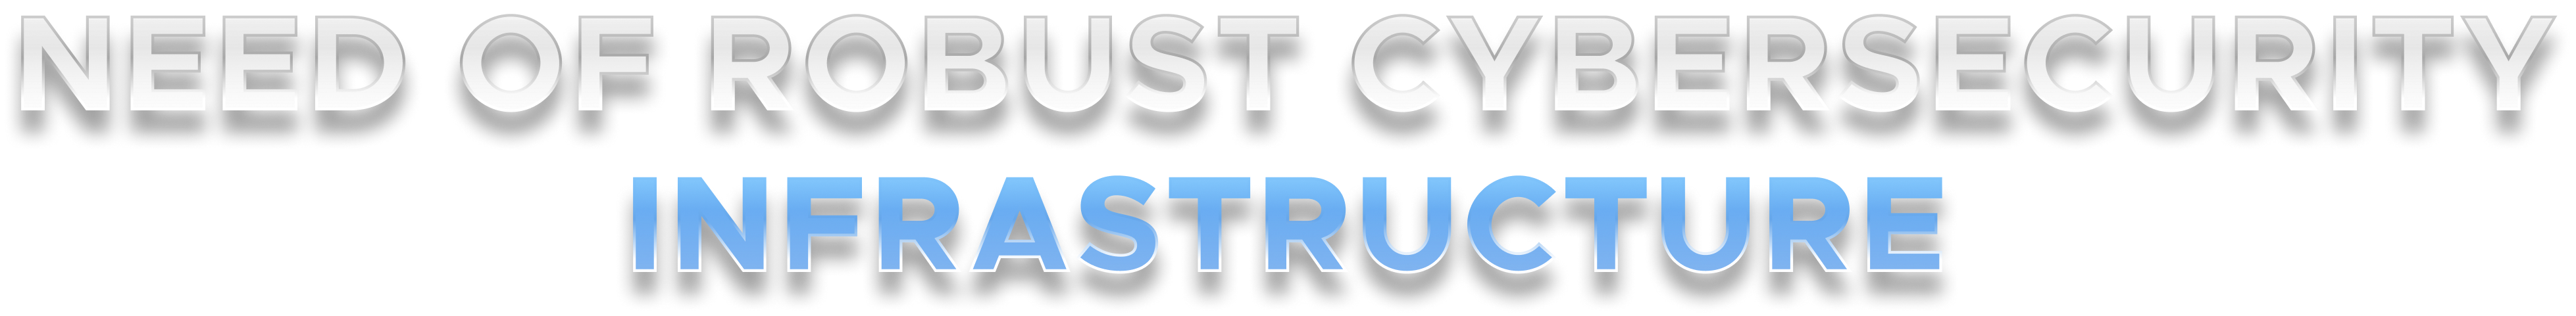 NEED OF ROBUST CYBERSECURITY
INFRASTRUCTURE